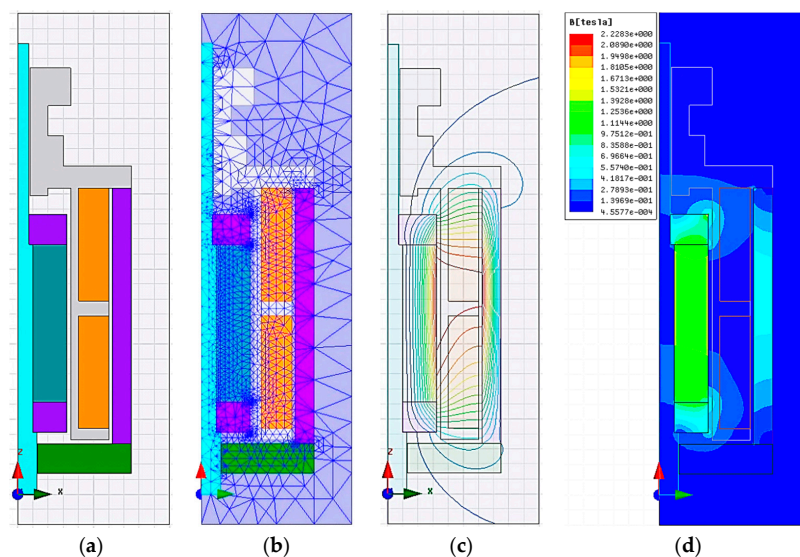 B[tesla]
2.2283e+000
2.0890e+000
1.9498e+000
1.8105e+000
1.6713e+000
1.5321e+000
1.3928e+000
1.2536e+000
1.1144e+000
9.7512e-001
8.3588e-001
6.9664e-001
5.5740e-001
4.1817e-001
2.7893e-001
1.3969e-001
4.5577e-004
Z
X
Z
X
(a)
(b)
(c)
(d)